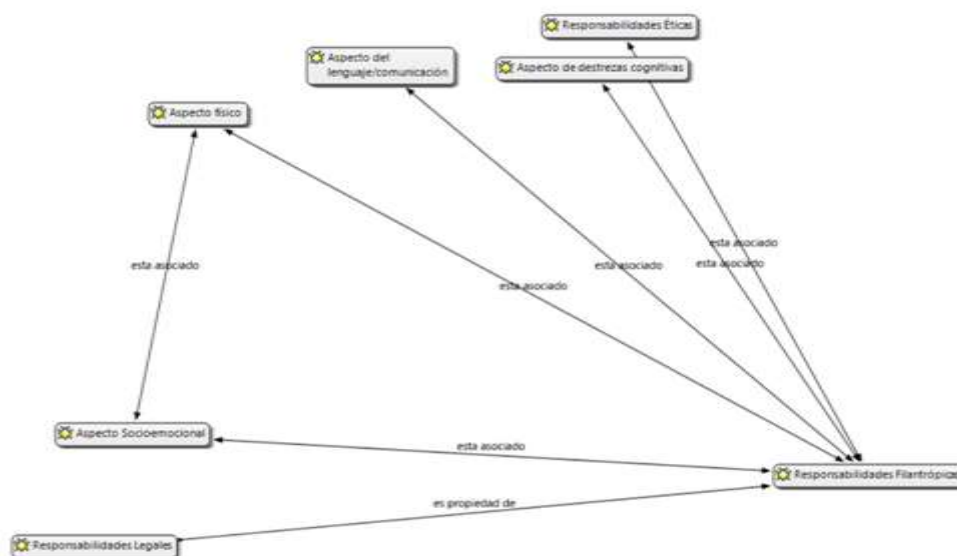 Responsabilidades Éticas
Aspecto del
lenguaje/comunicación
Aspecto de destrezas cognitivas
Aspecto físico
esta asociado
esta asociado
esta asociado
esta asociado
esta asociado
Aspecto Socioemocional
esta asociado
Responsabilidades Filantrópicas
es propiedad de
Responsabilidades Legales